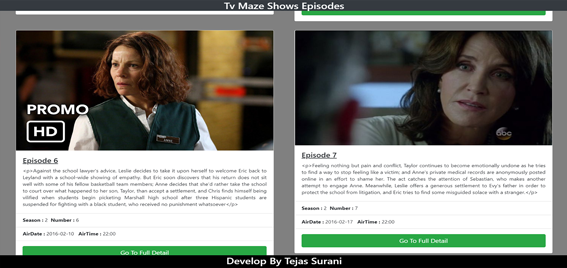 Tv Maze Shows Episodes
PROMO
HD
Episode 6
<p>Against the school lawyer's advice, Leslie decides to take it upon herself to welcome Eric back to
Leyland with a school-wide showing of empathy. But Eric soon discovers that his return does not sit
well with some of his fellow basketball team members; Anne decides that she'd rather take the school
to court over what happened to her son, Taylor, than accept a settlement, and Chris finds himself being
vilified when students begin picketing Marshall high school after three Hispanic students are
suspended for fighting with a black student, who received no punishment whatsoever</p>
Season : 2 Number : 6
AirDate : 2016-02-10 AirTime : 22:00
Go To Full Detail
abc
Episode 7
<p>Feeling nothing but pain and conflict, Taylor continues to become emotionally undone as he tries
to find a way to stop feeling like a victim; and Anne's private medical records are anonymously posted
online in an effort to shame her. The act catches the attention of Sebastian, who makes another
attempt to engage Anne. Meanwhile, Leslie offers a generous settlement to Evy's father in order to
protect the school from litigation, and Eric tries to find some misguided solace with a stranger.</p>
Season : 2 Number : 7
AirDate : 2016-02-17 AirTime : 22:00
Go To Full Detail
Develop By Tejas Surani